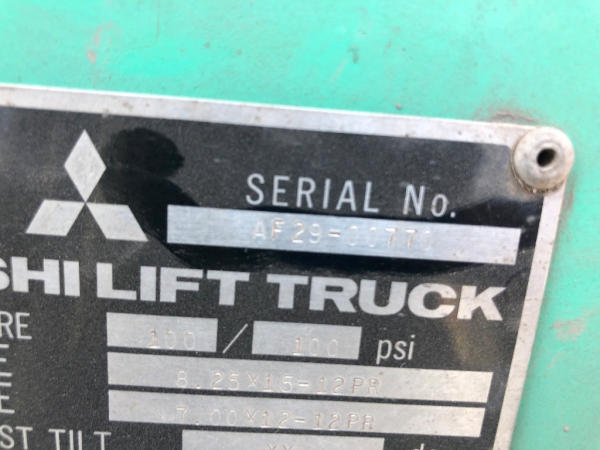 SERIAL No.
SHI LIFT TRUCK
RE
100 / 100 psi
E
8.25X15-12PR
E
7.00X12-12PR
ST TILT